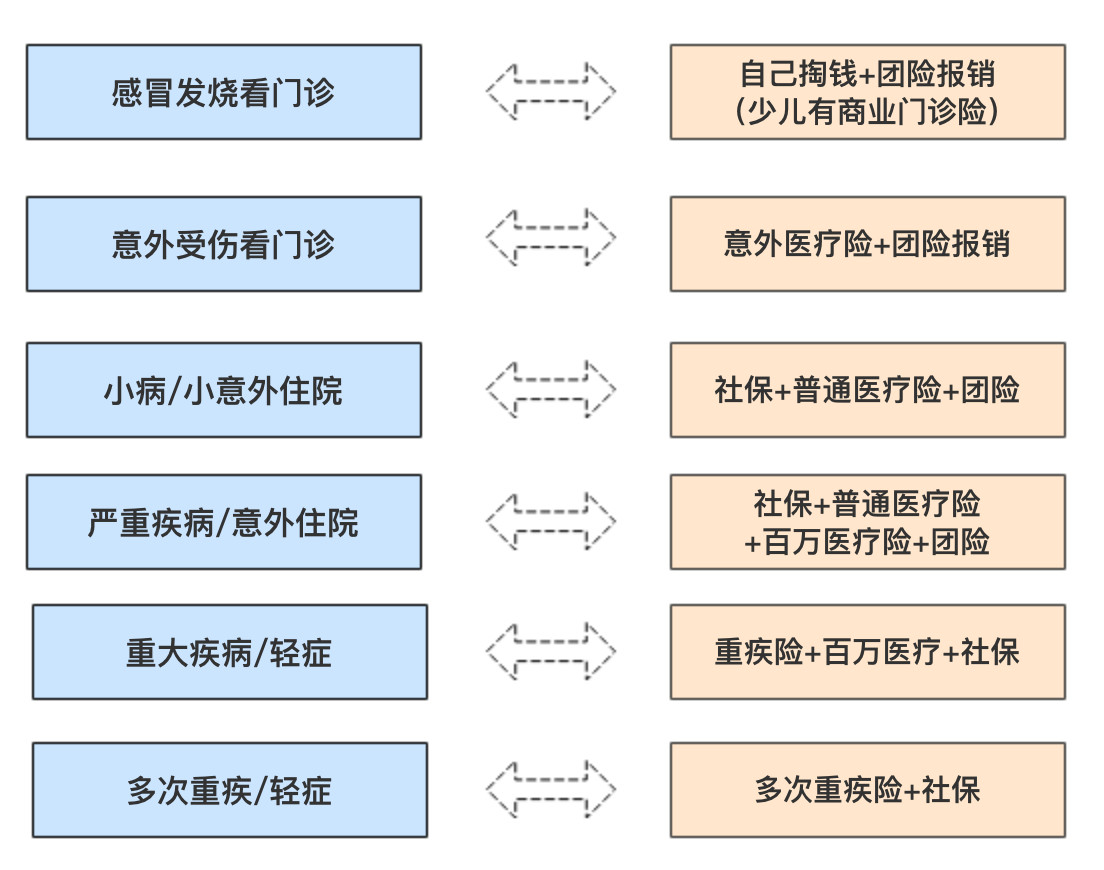 感冒发烧看门诊
自己掏钱+团险报销
（少儿有商业门诊险）
意外受伤看门诊
意外医疗险+团险报销
小病/小意外住院
社保+普通医疗险+团险
严重疾病/意外住院
社保+普通医疗险
+百万医疗险+团险
重大疾病/轻症
重疾险+百万医疗+社保
多次重疾/轻症
多次重疾险+社保